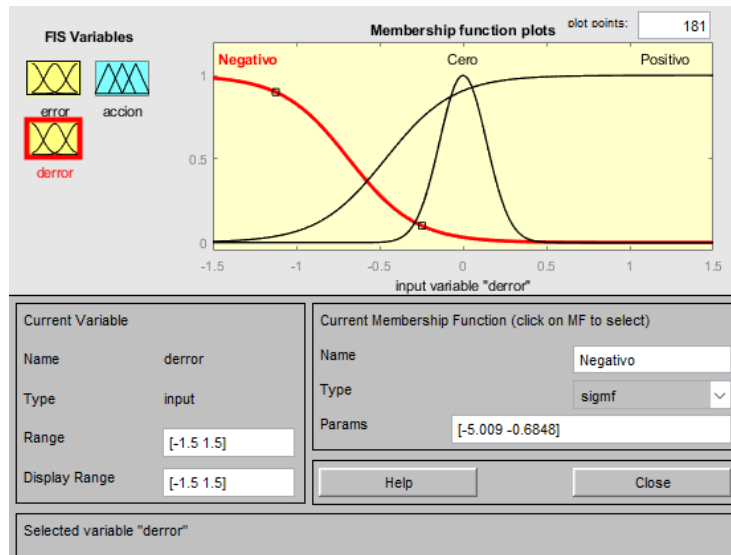 FIS Variables
Membership function plots
plot points:
181
error
accion
derror
Negativo
Cero
Positivo
1
0.5
0
-1.5
-1
-0.5
0
0.5
1
1.5
input variable "derror"
Current Variable
Name
derror
Type
input
Range
[-1.5 1.5]
Display Range
[-1.5 1.5]
Current Membership Function (click on MF to select)
Name
Negativo
Type
sigmf
Params
[-5.009 -0.6848]
Help
Close
Selected variable "derror"